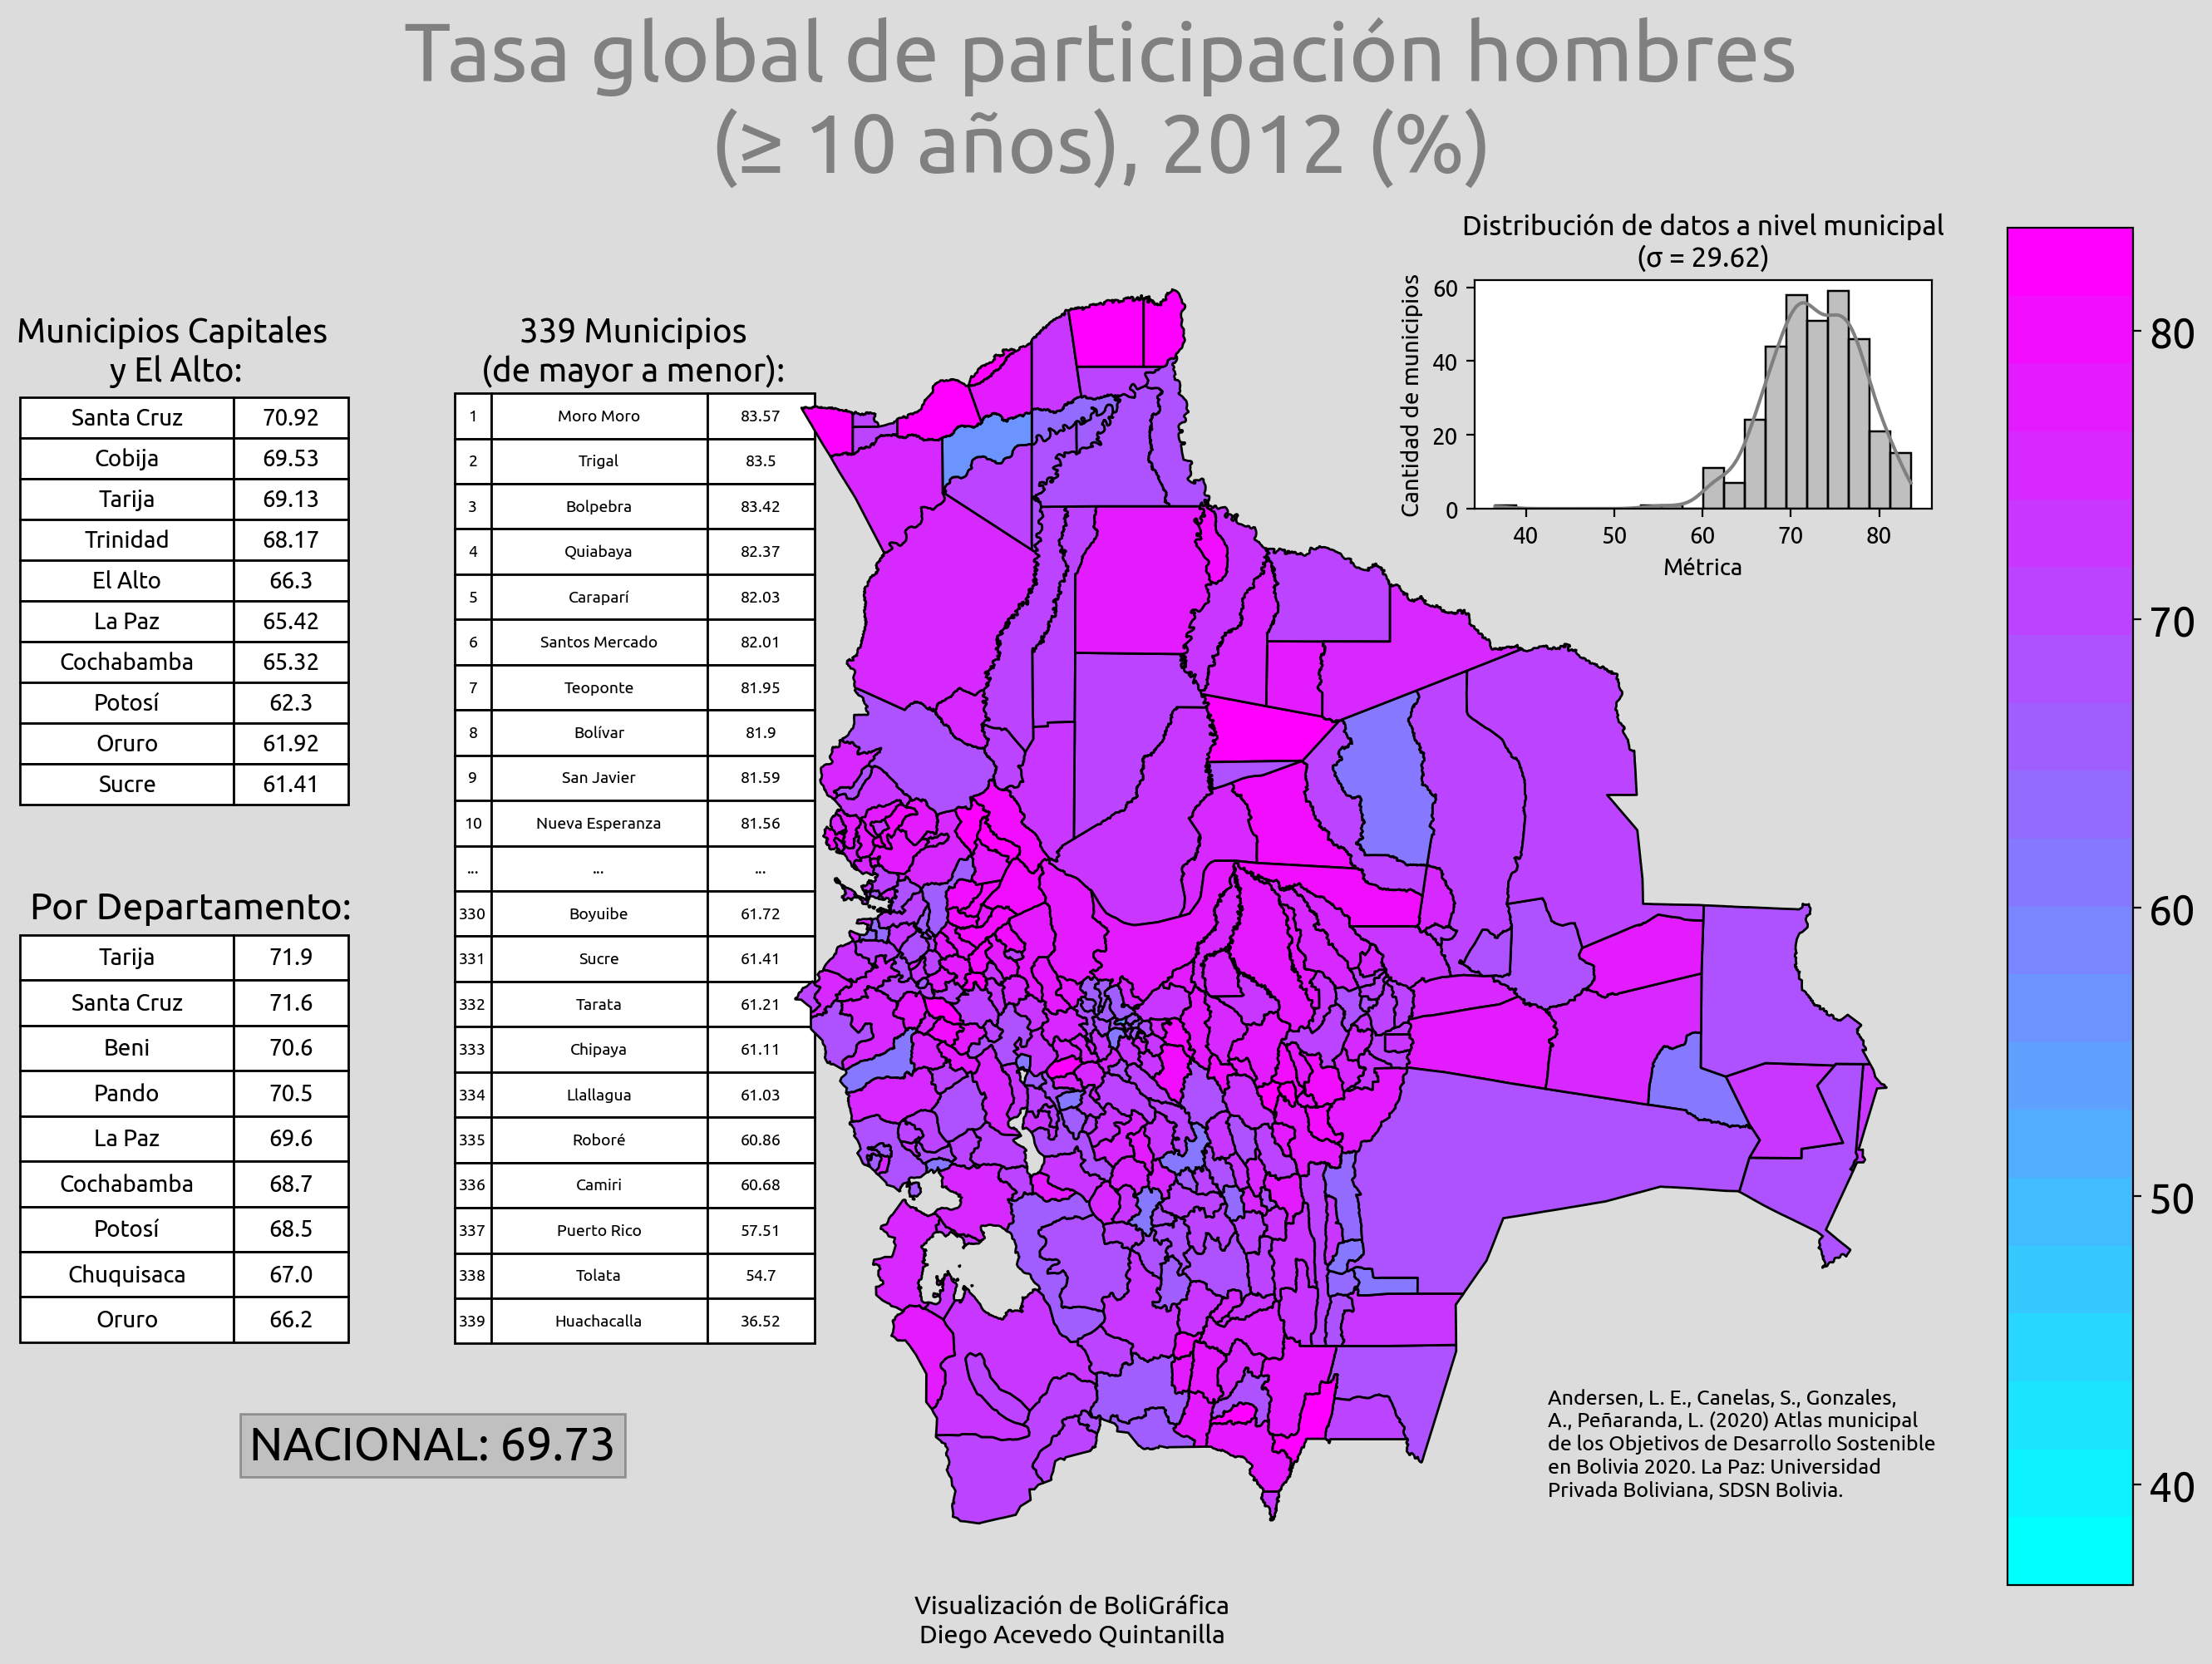 Tasa global de participación hombres
(≥ 10 años), 2012 (%)
Municipios Capitales
y El Alto:
Santa Cruz 70.92
Cobija 69.53
Tarija 69.13
Trinidad 68.17
El Alto 66.3
La Paz 65.42
Cochabamba 65.32
Potosí 62.3
Oruro 61.92
Sucre 61.41
Por Departamento:
Tarija 71.9
Santa Cruz 71.6
Beni 70.6
Pando 70.5
La Paz 69.6
Cochabamba 68.7
Potosí 68.5
Chuquisaca 67.0
Oruro 66.2
NACIONAL: 69.73
339 Municipios
(de mayor a menor):
1 Moro Moro 83.57
2 Trigal 83.5
3 Bolpebra 83.42
4 Quiabaya 82.37
5 Caraparí 82.03
6 Santos Mercado 82.01
7 Teoponte 81.95
8 Bolívar 81.9
9 San Javier 81.59
10 Nueva Esperanza 81.56
... ... ...
330 Boyuibe 61.72
331 Sucre 61.41
332 Tarata 61.21
333 Chipaya 61.11
334 Llallagua 61.03
335 Roboré 60.86
336 Camiri 60.68
337 Puerto Rico 57.51
338 Tolata 54.7
339 Huachacalla 36.52
Distribución de datos a nivel municipal
(σ = 29.62)
Cantidad de municipios
60
40
20
0
40 50 60 70 80
Métrica
80
70
60
50
40
Andersen, L. E., Canelas, S., Gonzales,
A., Peñaranda, L. (2020) Atlas municipal
de los Objetivos de Desarrollo Sostenible
en Bolivia 2020. La Paz: Universidad
Privada Boliviana, SDSN Bolivia.
Visualización de BoliGráfica
Diego Acevedo Quintanilla